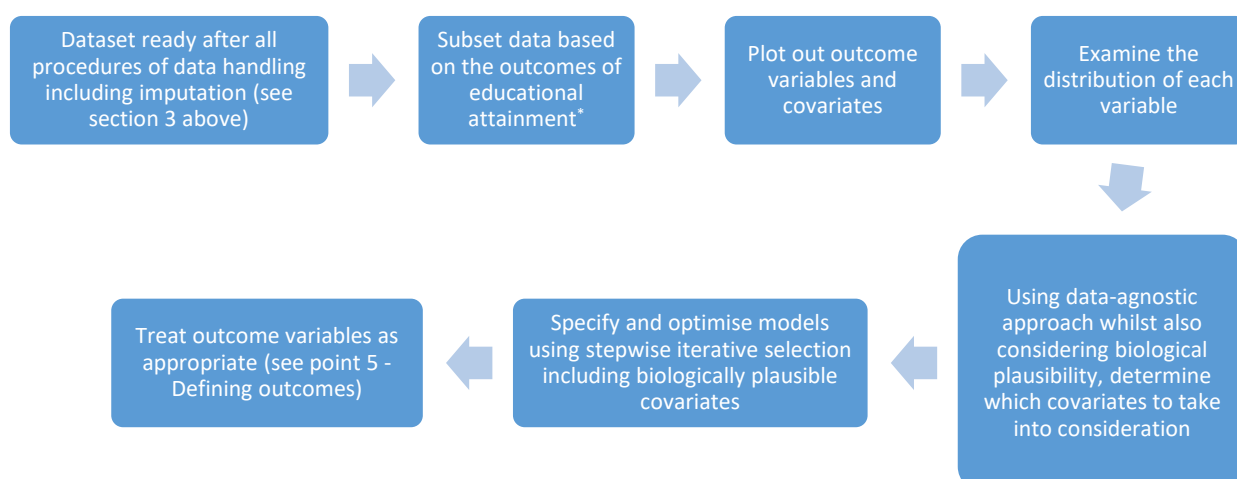 Dataset ready after all
procedures of data handling
including imputation (see
section 3 above)
Subset data based
on the outcomes of
educational
attainment*
Plot out outcome
variables and
covariates
Examine the
distribution of each
variable
Using data-agnostic
approach whilst also
considering biological
plausibility, determine
which covariates to take
into consideration
Specify and optimise models
using stepwise iterative selection
including biologically plausible
covariates
Treat outcome variables as
appropriate (see point 5 -
Defining outcomes)